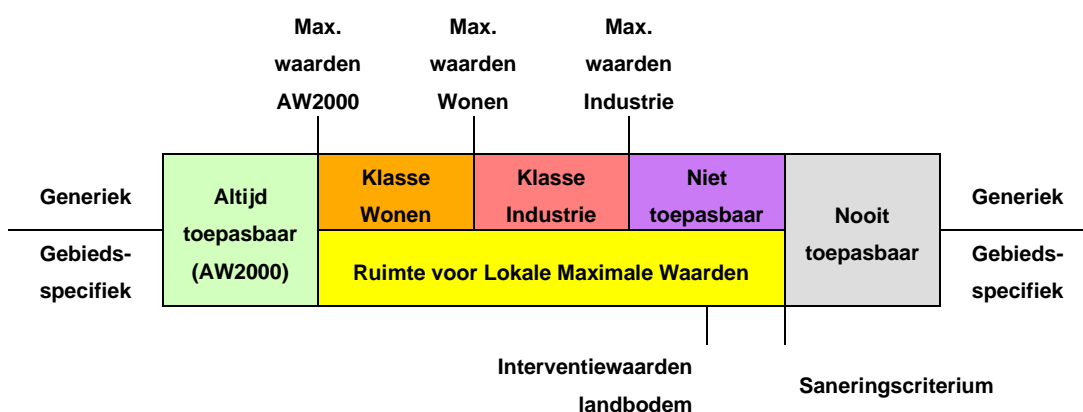 Max.
waarden
AW2000
Max.
waarden
Wonen
Max.
waarden
Industrie
Generiek
Gebieds-
specifiek
Altijd
toepasbaar
(AW2000)
Klasse
Wonen
Klasse
Industrie
Niet
toepasbaar
Ruimte voor Lokale Maximale Waarden
Nooit
toepasbaar
Generiek
Gebieds-
specifiek
Interventiewaarden
landbodem
Saneringscriterium